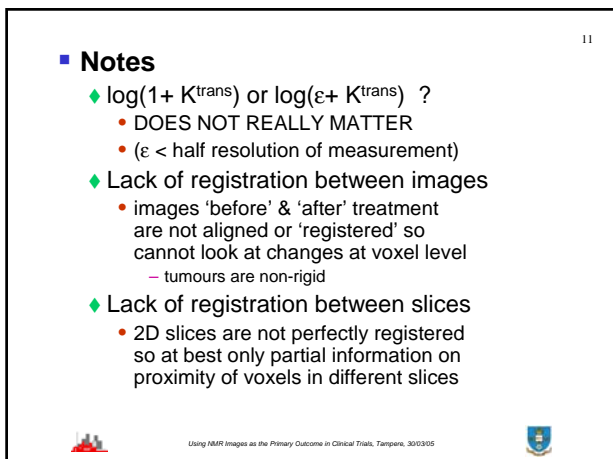 11
Notes
log(1+ K^trans) or log(ε+ K^trans) ?
DOES NOT REALLY MATTER
(ε < half resolution of measurement)
Lack of registration between images
images ‘before’ & ‘after’ treatment
are not aligned or ‘registered’ so
cannot look at changes at voxel level
– tumours are non-rigid
Lack of registration between slices
2D slices are not perfectly registered
so at best only partial information on
proximity of voxels in different slices
Using NMR Images as the Primary Outcome in Clinical Trials, Tampere, 30/03/05